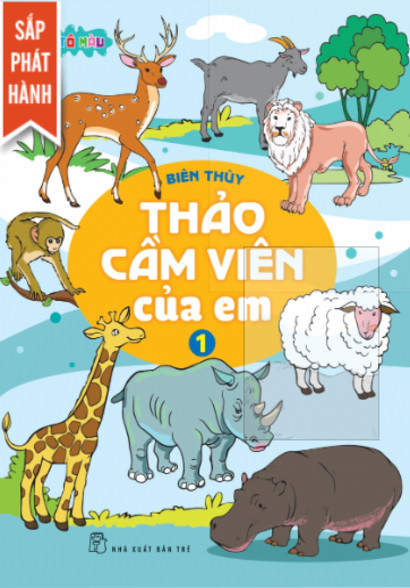 SẮP
PHÁT
HÀNH
TÔ MÀU
BIÊN THÙY
THẢO
CẦM VIÊN
của em
1
NHÀ XUẤT BẢN TRẺ